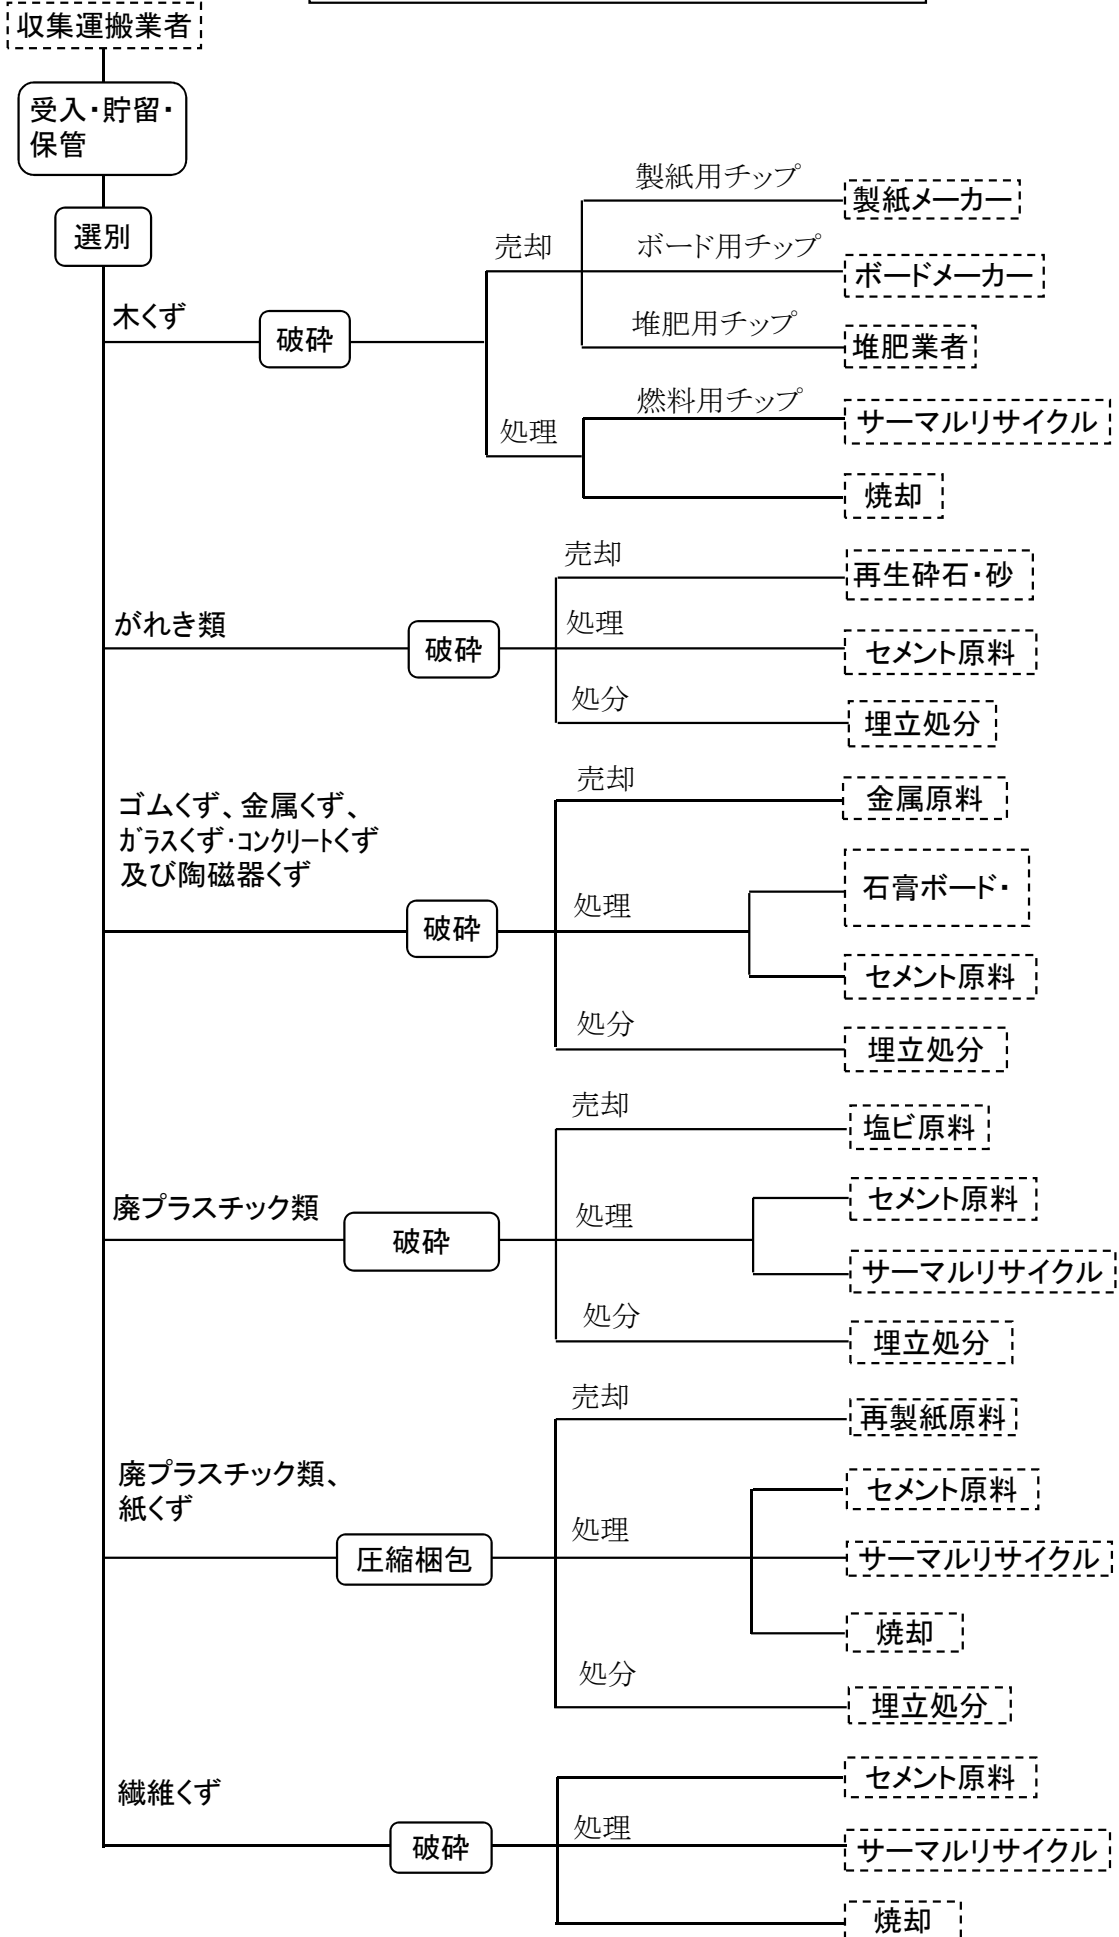 収集運搬業者
受入・貯留・
保管
選別
製紙用チップ
製紙メーカー
売却
ボード用チップ
ボードメーカー
木くず
破砕
堆肥用チップ
堆肥業者
燃料用チップ
サーマルリサイクル
処理
焼却
売却
再生砕石・砂
がれき類
破砕
処理
セメント原料
処分
埋立処分
売却
金属原料
ゴムくず、金属くず、
ｶﾞﾗｽくず・ｺﾝｸﾘｰﾄくず
及び陶磁器くず
石膏ボード・
処理
破砕
セメント原料
処分
埋立処分
売却
塩ビ原料
廃プラスチック類
破砕
処理
セメント原料
サーマルリサイクル
処分
埋立処分
売却
再製紙原料
廃プラスチック類、
紙くず
セメント原料
処理
圧縮梱包
サーマルリサイクル
焼却
処分
埋立処分
繊維くず
セメント原料
処理
破砕
サーマルリサイクル
焼却